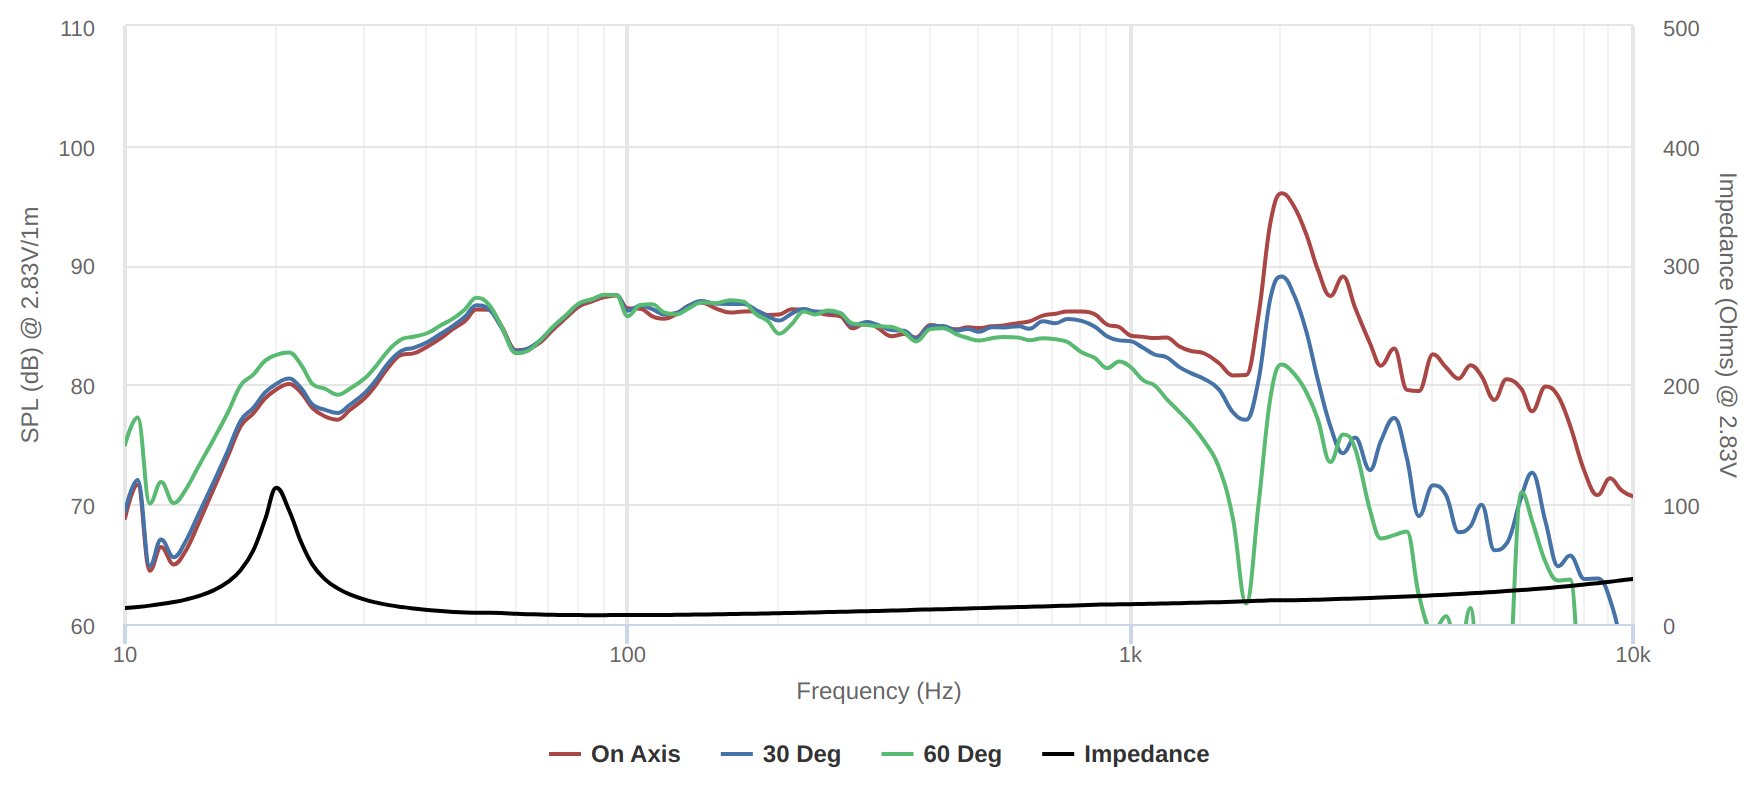 110
100
90
80
70
60
SPL (dB) @ 2.83V/1m
500
400
300
200
100
0
Impedance (Ohms) @ 2.83V
10
100
1k
10k
Frequency (Hz)
On Axis
30 Deg
60 Deg
Impedance